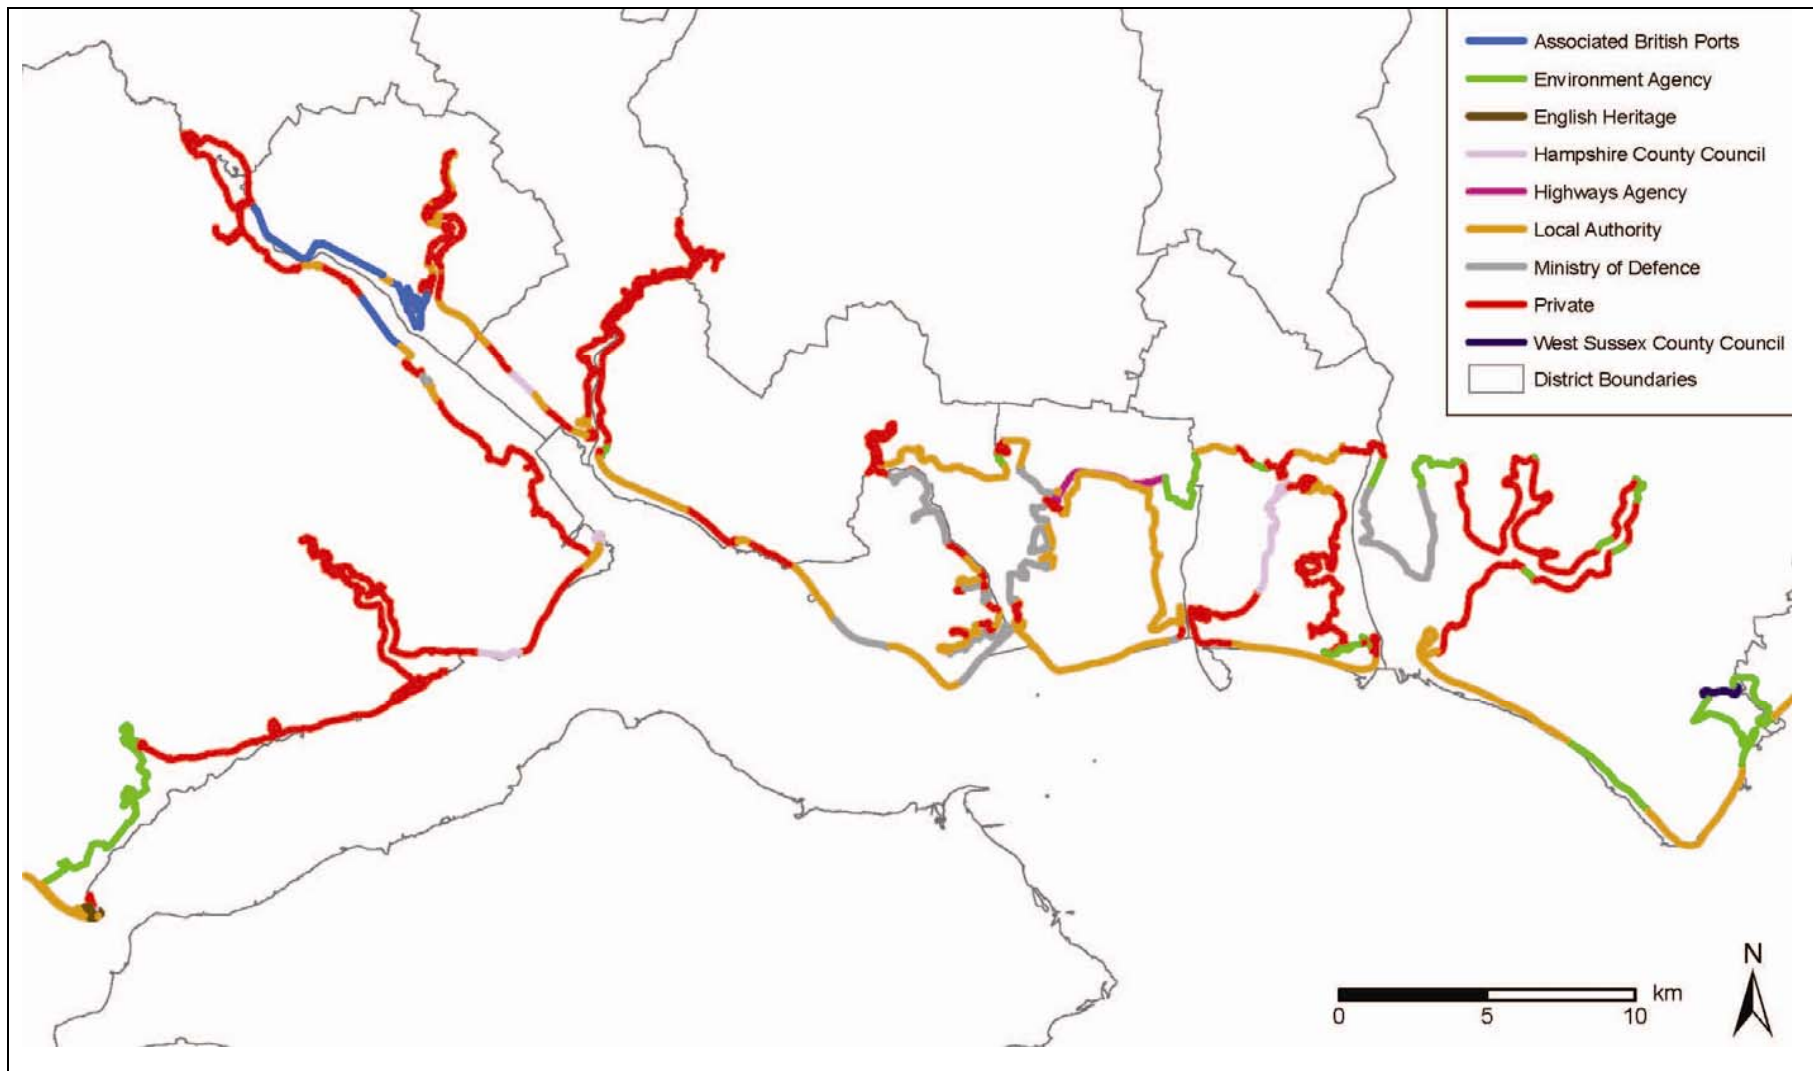 Associated British Ports
Environment Agency
English Heritage
Hampshire County Council
Highways Agency
Local Authority
Ministry of Defence
Private
West Sussex County Council
District Boundaries
N
km
0 5 10